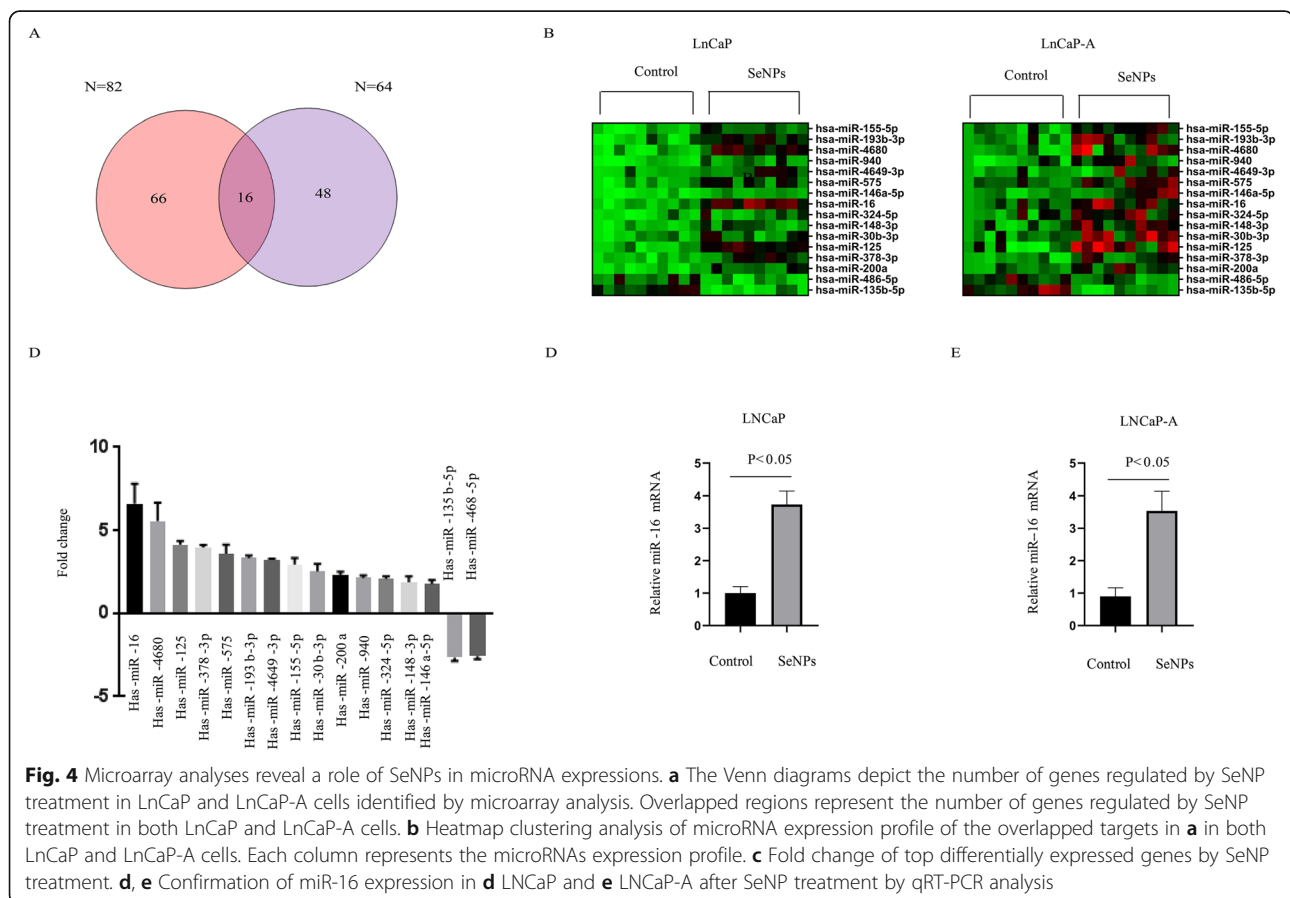 A
N=82
N=64
66
16
48
B
LnCaP
Control
SeNPs
hsa-miR-155-5p
hsa-miR-193b-3p
hsa-miR-4680
hsa-miR-940
hsa-miR-4649-3p
hsa-miR-575
hsa-miR-146a-5p
hsa-miR-16
hsa-miR-324-5p
hsa-miR-148-3p
hsa-miR-30b-3p
hsa-miR-125
hsa-miR-378-3p
hsa-miR-200a
hsa-miR-486-5p
hsa-miR-135b-5p
LnCaP-A
Control
SeNPs
hsa-miR-155-5p
hsa-miR-193b-3p
hsa-miR-4680
hsa-miR-940
hsa-miR-4649-3p
hsa-miR-575
hsa-miR-146a-5p
hsa-miR-16
hsa-miR-324-5p
hsa-miR-148-3p
hsa-miR-30b-3p
hsa-miR-125
hsa-miR-378-3p
hsa-miR-200a
hsa-miR-486-5p
hsa-miR-135b-5p
D
Fold change
10
5
0
-5
Has -miR -16
Has -miR -4680
Has -miR -125
Has -miR -378 -3p
Has -miR -575
Has -miR -193 b-3p
Has -miR -4649 -3p
Has -miR -155 -5p
Has -miR -30 b-3p
Has -miR -200 a
Has -miR -940
Has -miR -324 -5p
Has -miR -148 -3p
Has -miR -146 a-5p
Has -miR -135 b-5p
Has -miR -468 -5p
D
LNCaP
P<0.05
Relative miR -16 mRNA
5
4
3
2
1
0
Control
SeNPs
E
LNCaP-A
P<0.05
Relative miR–16 mRNA
5
4
3
2
1
0
Control
SeNPs
Fig. 4 Microarray analyses reveal a role of SeNPs in microRNA expressions. a The Venn diagrams depict the number of genes regulated by SeNP
treatment in LnCaP and LnCaP-A cells identified by microarray analysis. Overlapped regions represent the number of genes regulated by SeNP
treatment in both LnCaP and LnCaP-A cells. b Heatmap clustering analysis of microRNA expression profile of the overlapped targets in a in both
LnCaP and LnCaP-A cells. Each column represents the microRNAs expression profile. c Fold change of top differentially expressed genes by SeNP
treatment. d, e Confirmation of miR-16 expression in d LNCaP and e LNCaP-A after SeNP treatment by qRT-PCR analysis